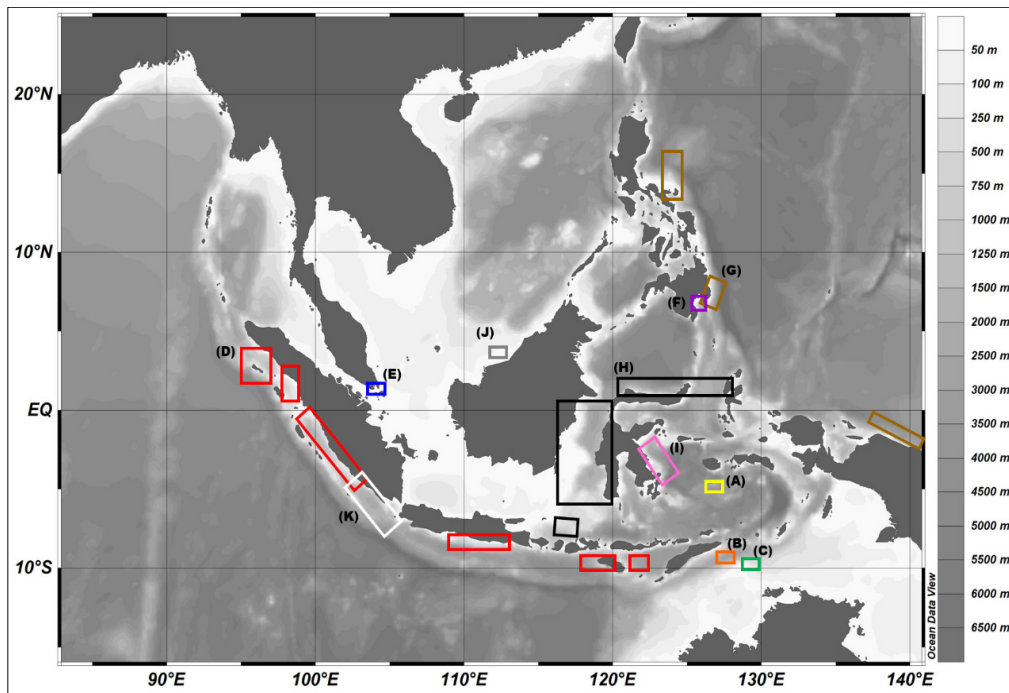 20°N
10°N
EQ
10°S
90°E
100°E
110°E
120°E
130°E
140°E
(G)
(F)
(J)
(D)
(E)
(H)
(I)
(A)
(K)
(B)
(C)
50 m
100 m
250 m
500 m
750 m
1000 m
1250 m
1500 m
1750 m
2000 m
2500 m
3000 m
3500 m
4000 m
4500 m
5000 m
5500 m
6000 m
6500 m
Ocean Data View